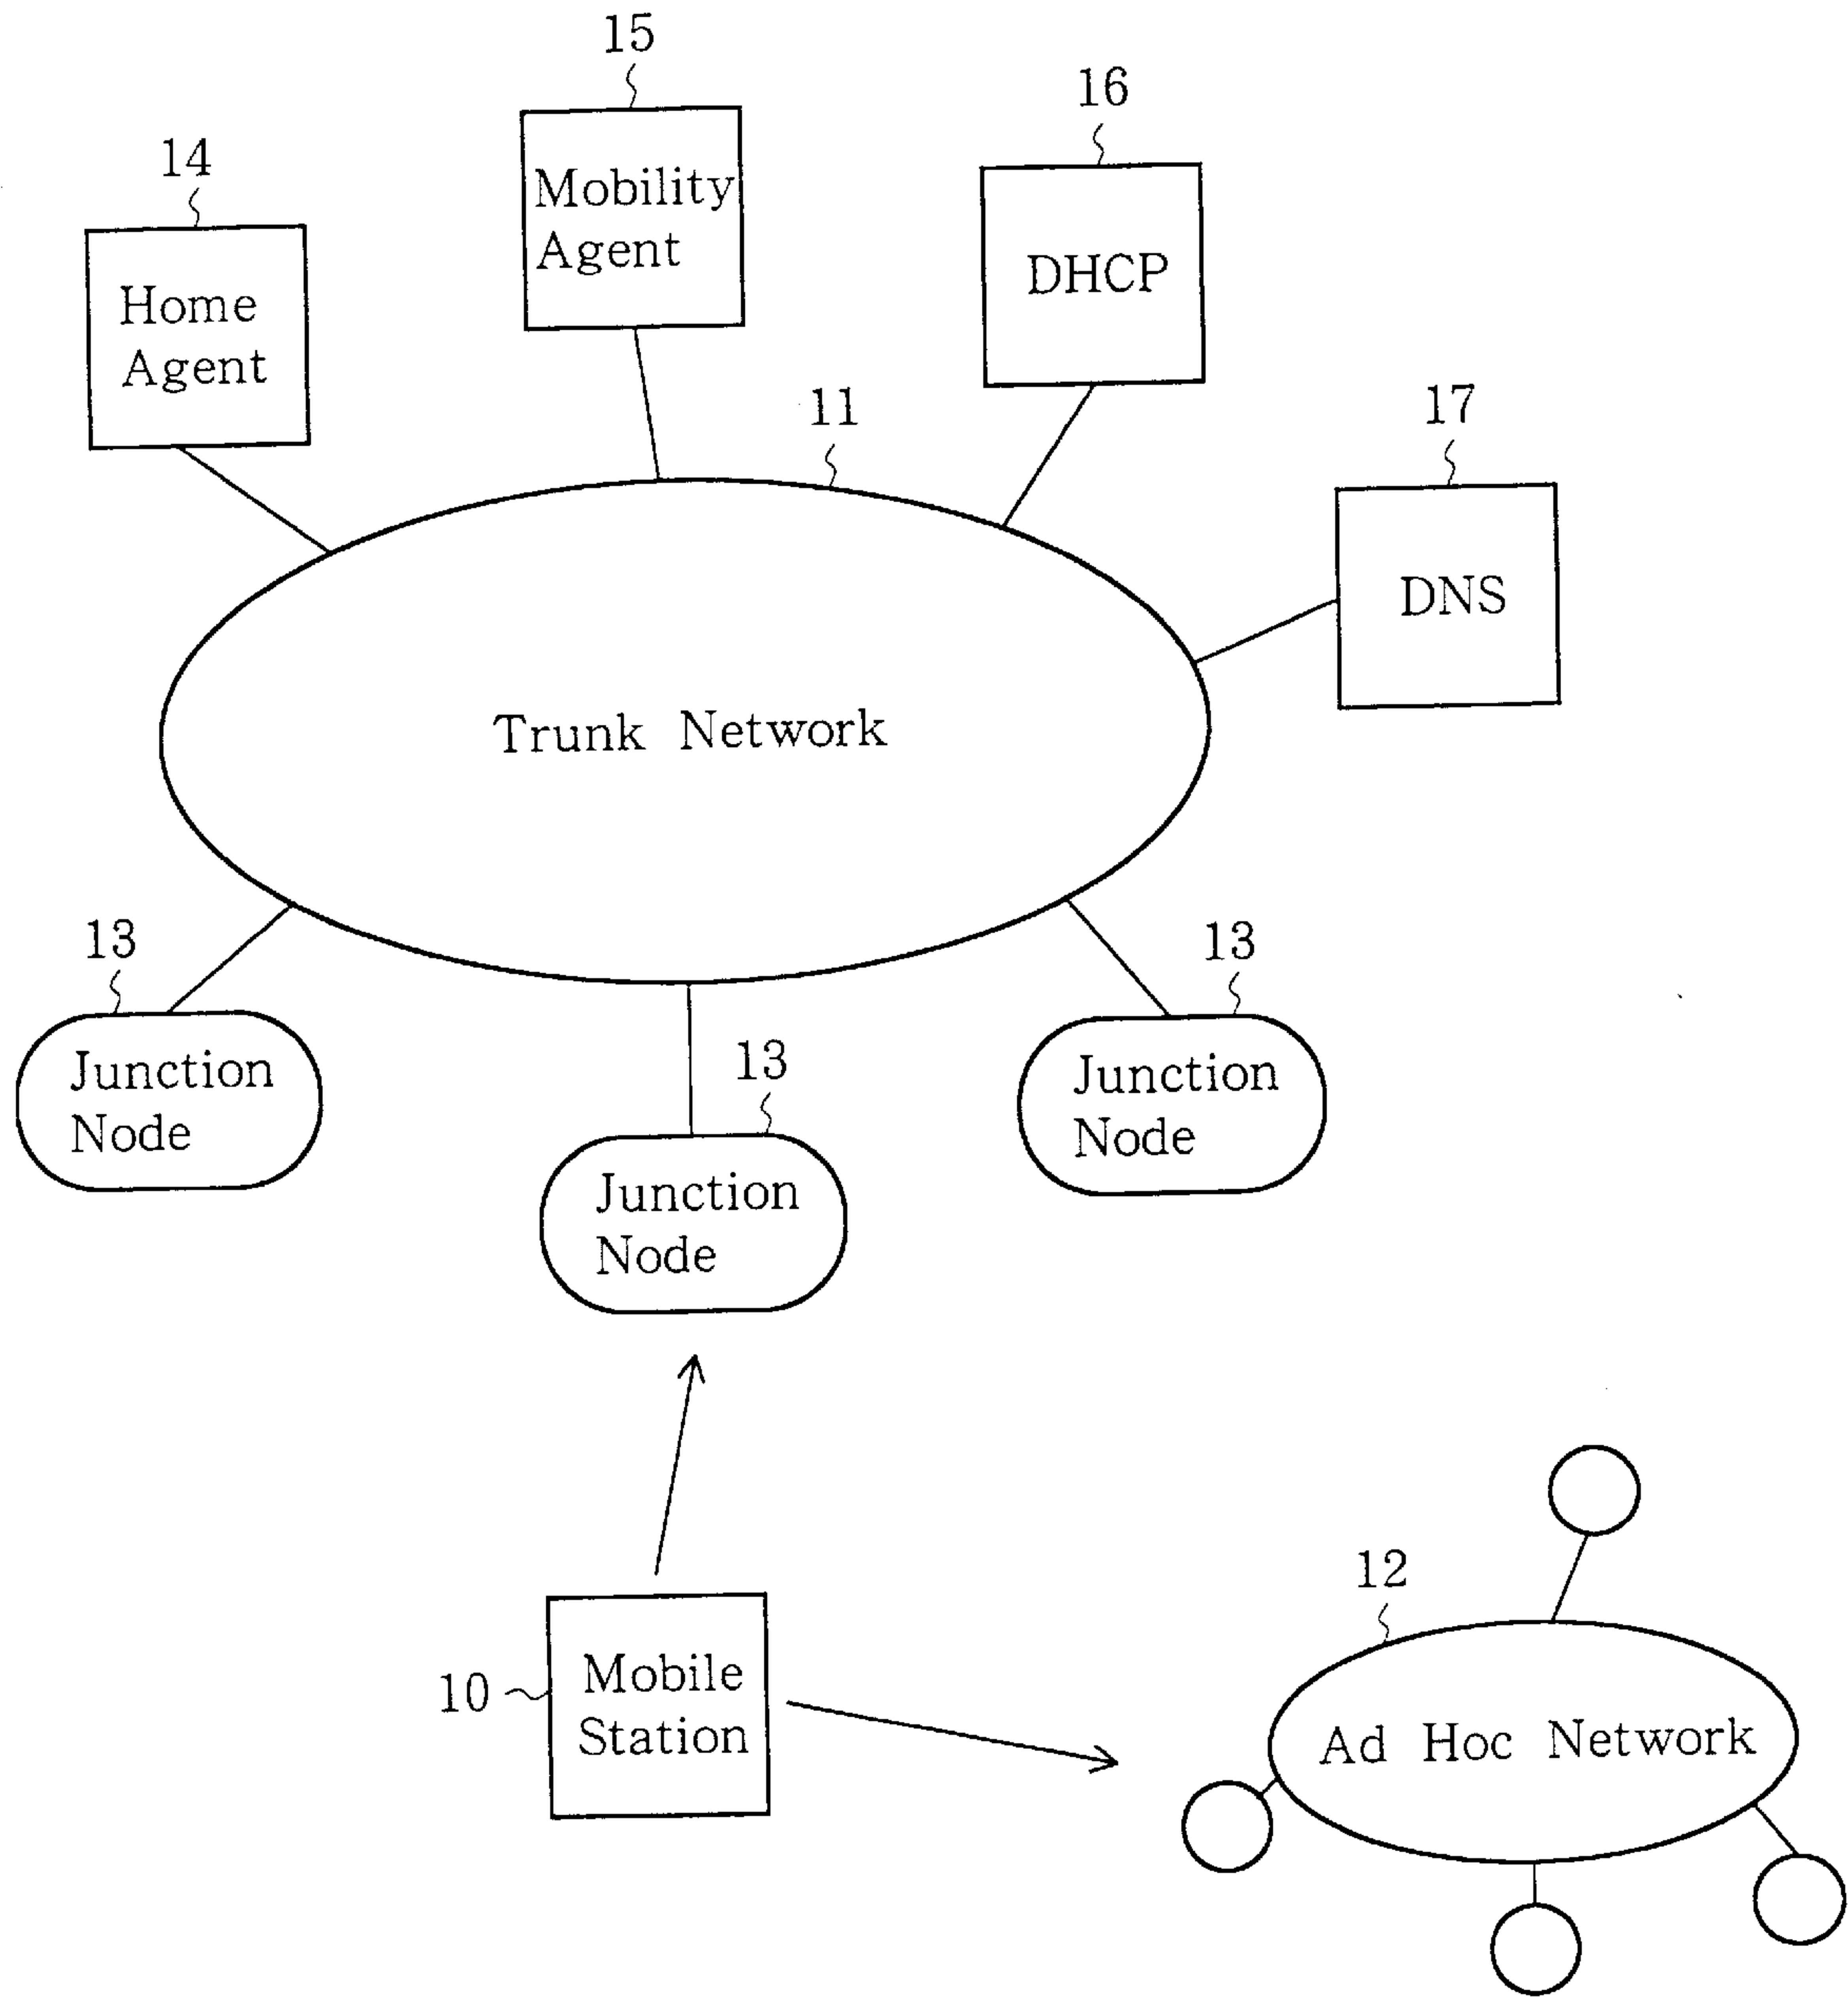 15
16
14
Mobility
Agent
DHCP
Home
Agent
11
17
DNS
Trunk Network
13
13
Junction
Node
13
Junction
Node
Junction
Node
12
10
Mobile
Station
Ad Hoc Network